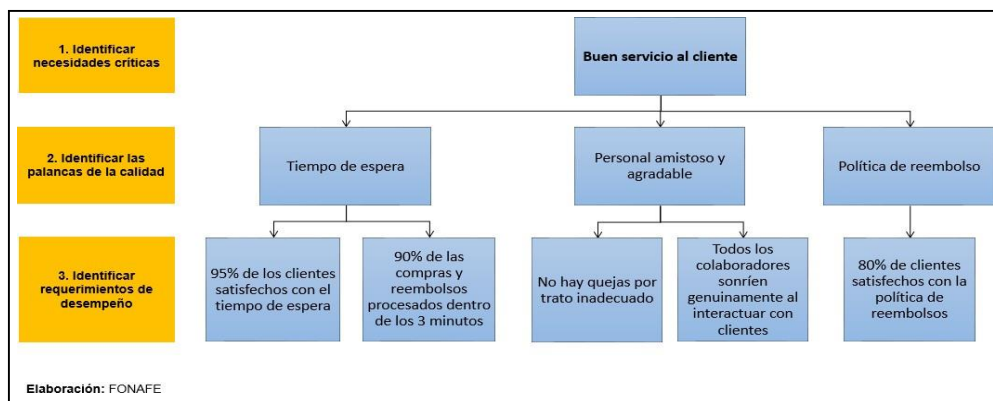 1. Identificar
necesidades críticas
Buen servicio al cliente
2. Identificar las
palancas de la calidad
Tiempo de espera
Personal amistoso y
agradable
Política de reembolso
3. Identificar
requerimientos de
desempeño
95% de los clientes
satisfechos con el
tiempo de espera
90% de las
compras y
reembolsos
procesados dentro
de los 3 minutos
No hay quejas por
trato inadecuado
Todos los
colaboradores
sonríen
genuinamente al
interactuar con
clientes
80% de clientes
satisfechos con la
política de
reembolsos
Elaboración: FONAFE